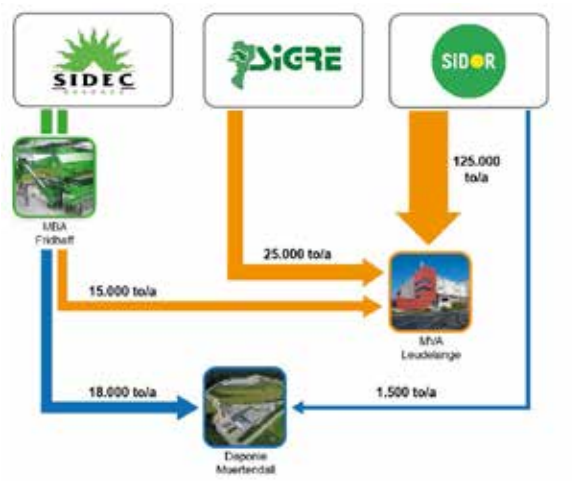 SIDEC
SIGRE
SIDOR
125.000
to/a
MBA
Fridhaff
25.000 to/a
15.000 to/a
MVA
Leudelange
18.000 to/a
1.500 to/a
Deponie
Muertendall